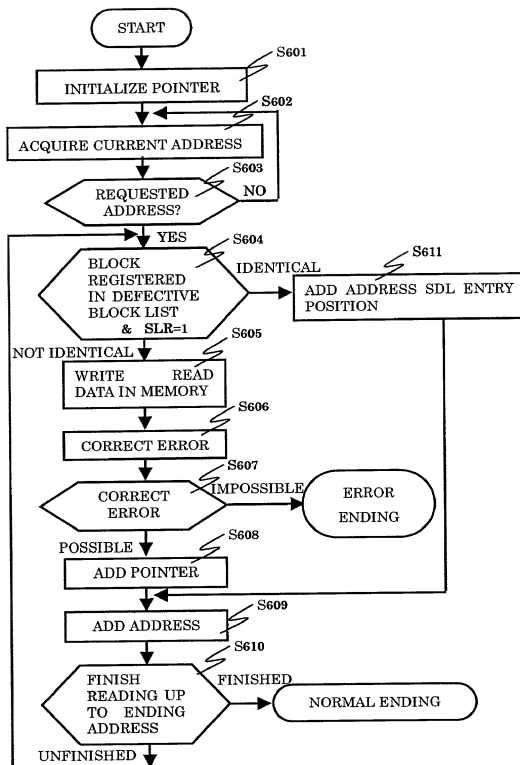 START
S601
INITIALIZE POINTER
S602
ACQUIRE CURRENT ADDRESS
S603
REQUESTED
ADDRESS?
NO
YES
S604
BLOCK
REGISTERED
IN DEFECTIVE
BLOCK LIST
& SLR=1
IDENTICAL
S611
ADD ADDRESS SDL ENTRY
POSITION
NOT IDENTICAL
S605
WRITE READ
DATA IN MEMORY
S606
CORRECT ERROR
S607
CORRECT
ERROR
IMPOSSIBLE
ERROR
ENDING
POSSIBLE
S608
ADD POINTER
S609
ADD ADDRESS
S610
FINISH
READING UP
TO ENDING
ADDRESS
FINISHED
NORMAL ENDING
UNFINISHED